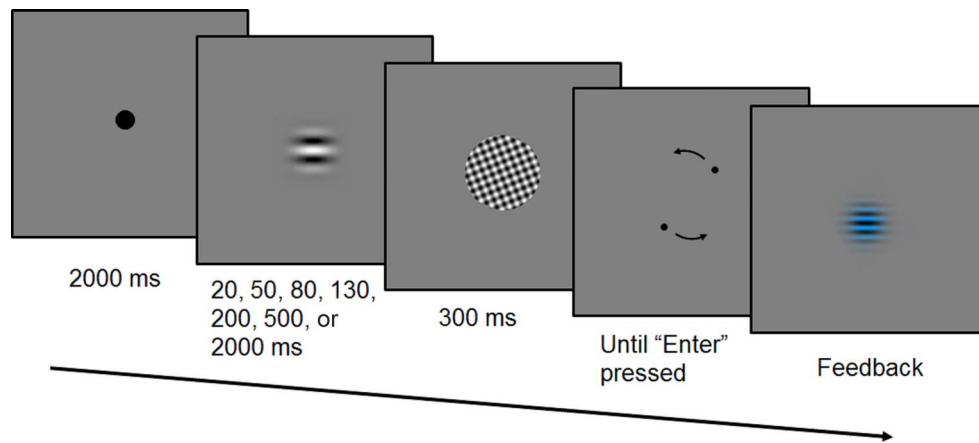 2000 ms
20, 50, 80, 130,
200, 500, or
2000 ms
300 ms
Until “Enter”
pressed
Feedback